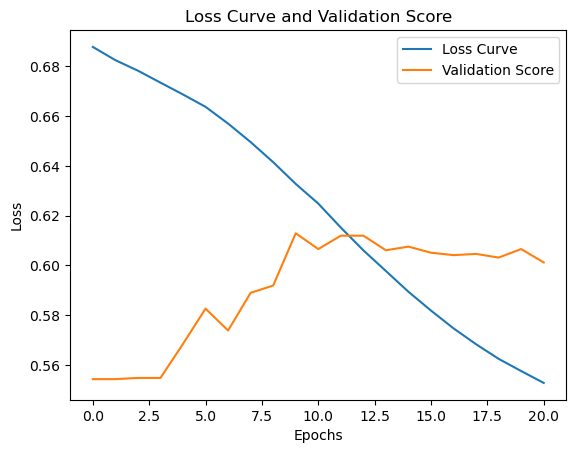 Loss Curve and Validation Score
Loss Curve
Validation Score
0.68
0.66
0.64
0.62
0.60
0.58
0.56
Loss
0.0 2.5 5.0 7.5 10.0 12.5 15.0 17.5 20.0
Epochs